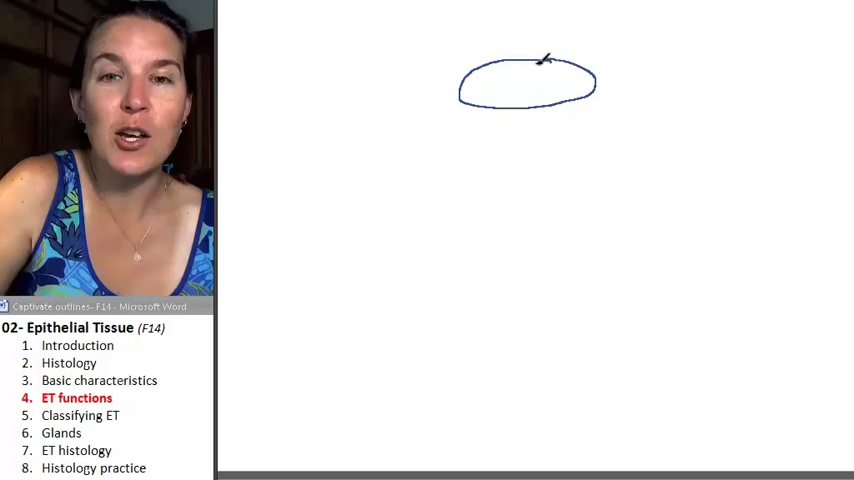 Captivate outlines- F14 - Microsoft Word
02- Epithelial Tissue (F14)
1. Introduction
2. Histology
3. Basic characteristics
4. ET functions
5. Classifying ET
6. Glands
7. ET histology
8. Histology practice